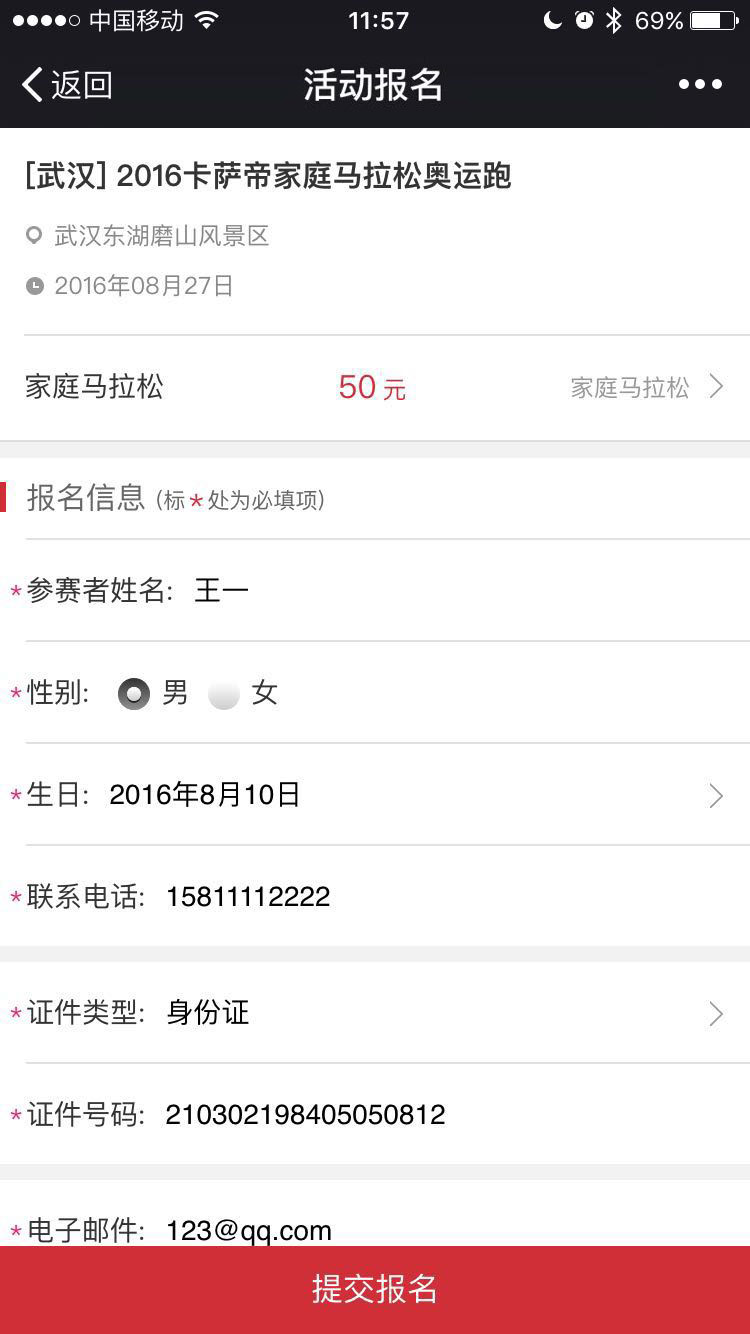 中国移动 11:57 69%
返回 活动报名
[武汉] 2016卡萨帝家庭马拉松奥运跑
武汉东湖磨山风景区
2016年08月27日
家庭马拉松 50 元 家庭马拉松
报名信息 (标*处为必填项)
*参赛者姓名: 王一
*性别: 男 女
*生日: 2016年8月10日
*联系电话: 15811112222
*证件类型: 身份证
*证件号码: 210302198405050812
*电子邮件: 123@qq.com
提交报名